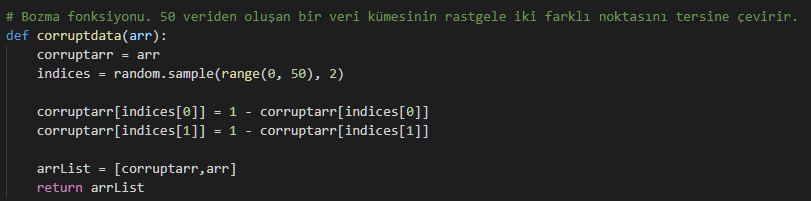 # Bozma fonksiyonu. 50 veriden oluşan bir veri kümesinin rastgele iki farklı noktasını tersine çevirir.
def corruptdata(arr):
    corruptarr = arr
    indices = random.sample(range(0, 50), 2)

    corruptarr[indices[0]] = 1 - corruptarr[indices[0]]
    corruptarr[indices[1]] = 1 - corruptarr[indices[1]]

    arrList = [corruptarr,arr]
    return arrList